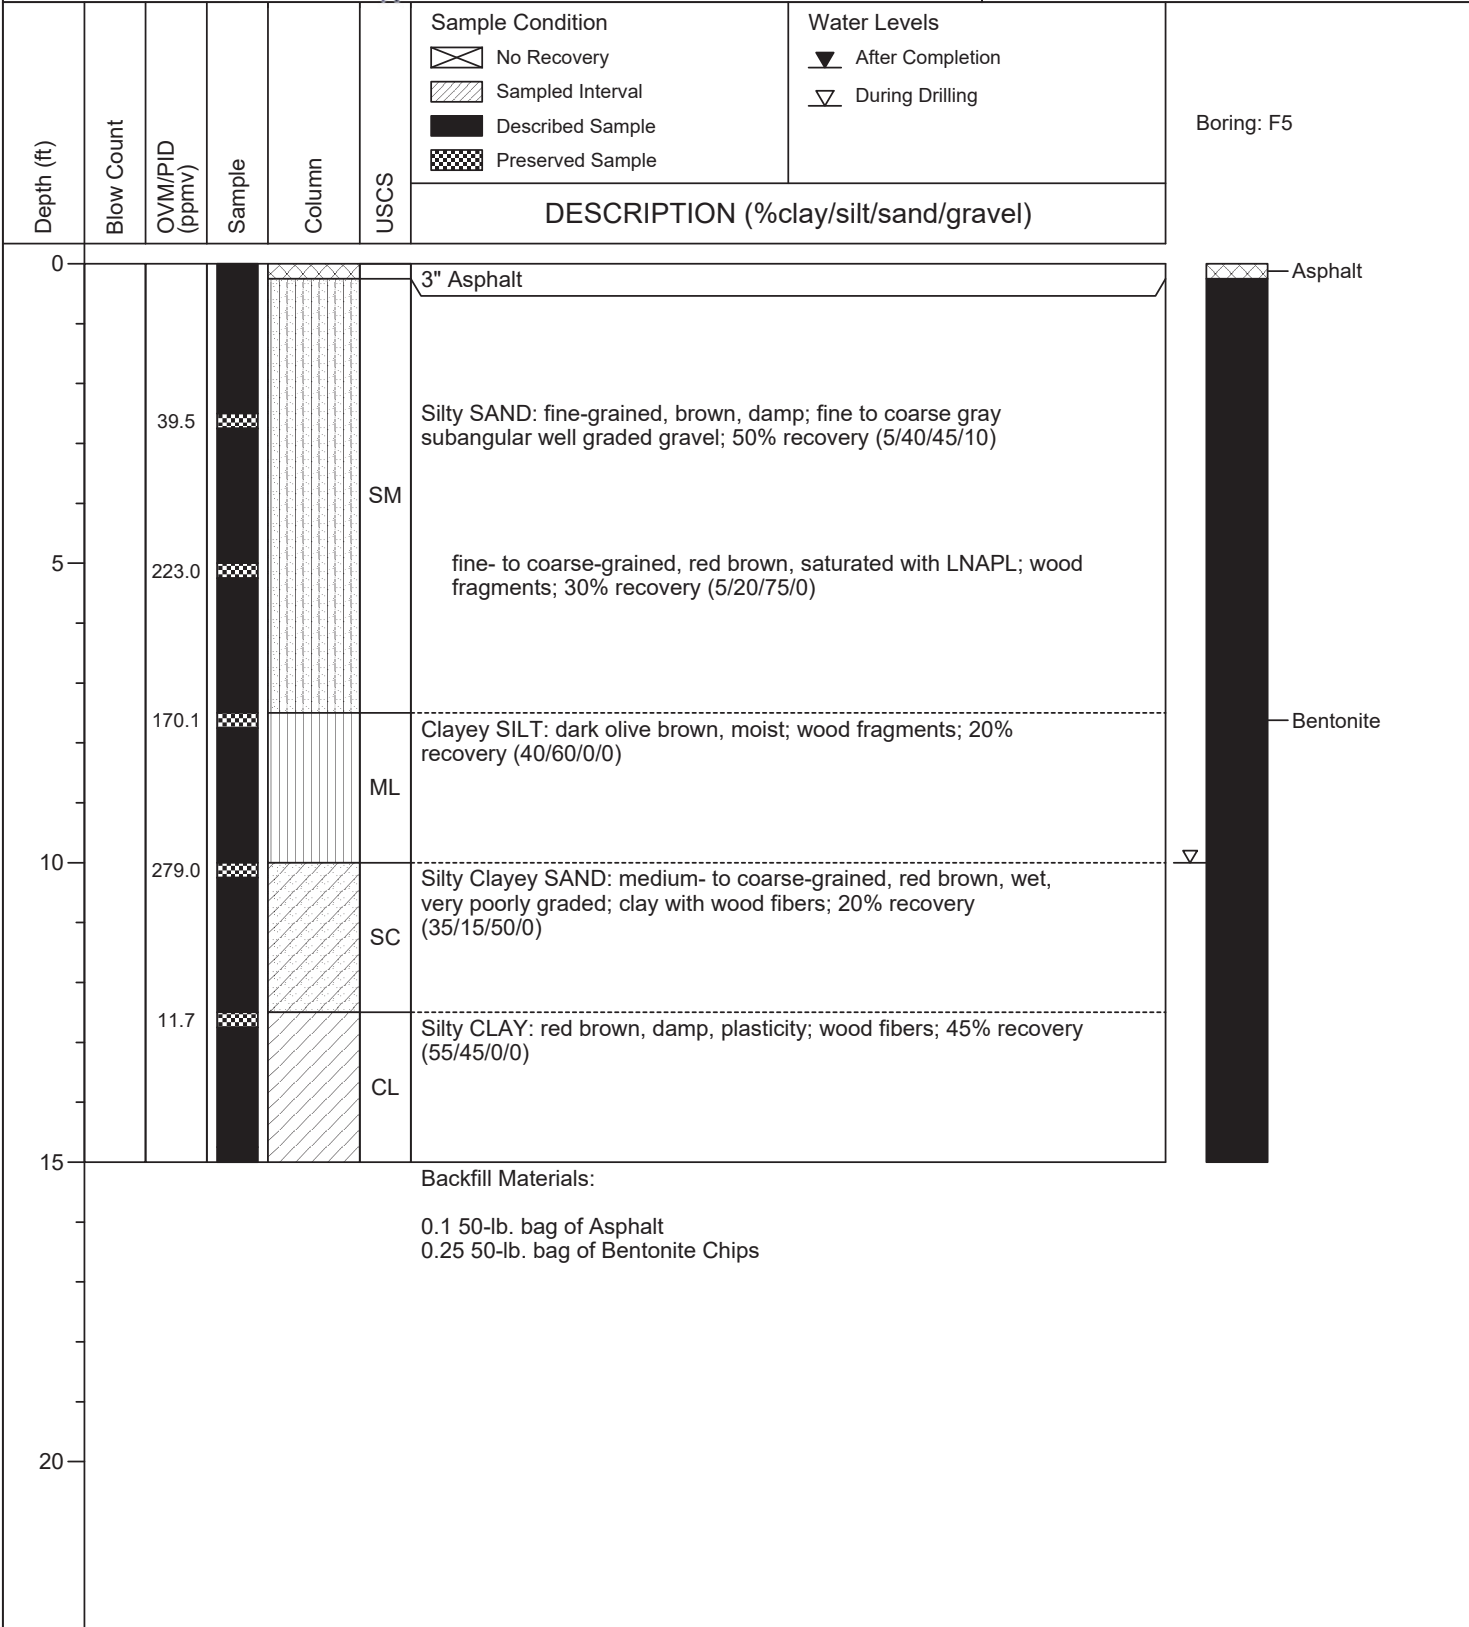 Sample Condition
No Recovery
Sampled Interval
Described Sample
Preserved Sample
Water Levels
After Completion
During Drilling
Boring: F5
Depth (ft)
Blow Count
OVM/PID
(ppmv)
Sample
Column
USCS
DESCRIPTION (%clay/silt/sand/gravel)
0
3" Asphalt
Asphalt
39.5
Silty SAND: fine-grained, brown, damp; fine to coarse gray
subangular well graded gravel; 50% recovery (5/40/45/10)
SM
5
223.0
fine- to coarse-grained, red brown, saturated with LNAPL; wood
fragments; 30% recovery (5/20/75/0)
170.1
Clayey SILT: dark olive brown, moist; wood fragments; 20%
recovery (40/60/0/0)
Bentonite
ML
10
279.0
Silty Clayey SAND: medium- to coarse-grained, red brown, wet,
very poorly graded; clay with wood fibers; 20% recovery
(35/15/50/0)
SC
11.7
Silty CLAY: red brown, damp, plasticity; wood fibers; 45% recovery
(55/45/0/0)
CL
15
Backfill Materials:
0.1 50-lb. bag of Asphalt
0.25 50-lb. bag of Bentonite Chips
20